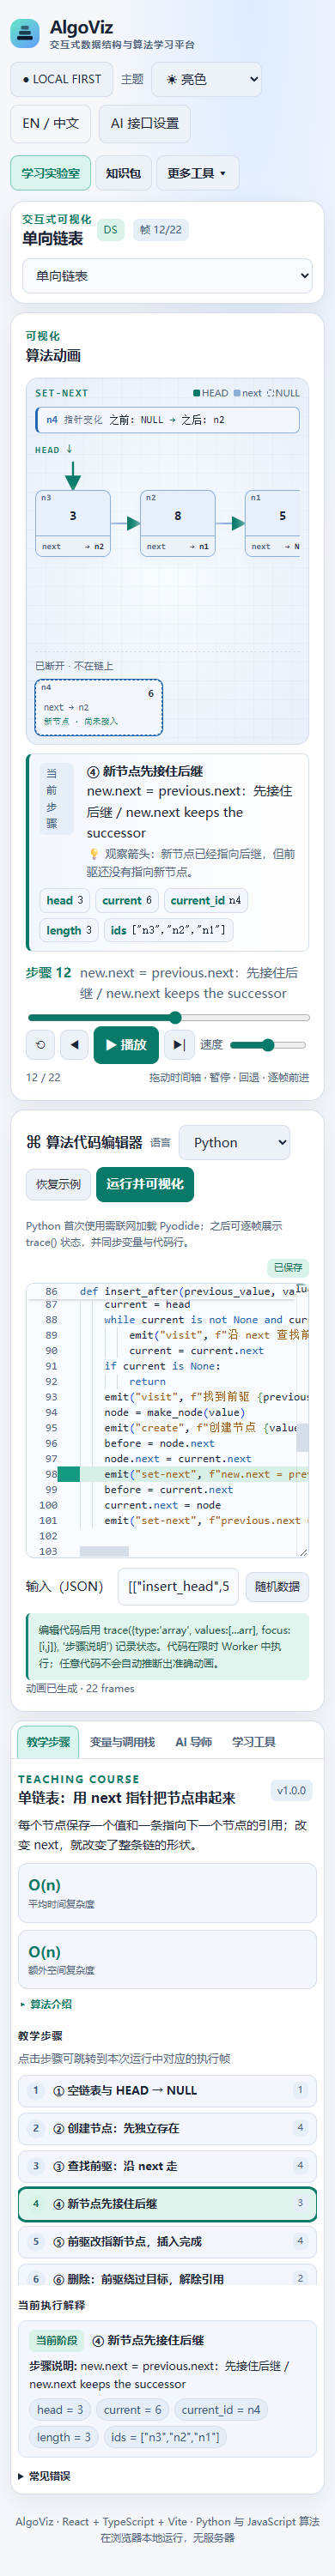 AlgoViz
交互式数据结构与算法学习平台
● LOCAL FIRST 主题 ☀ 亮色
EN / 中文 AI 接口设置
学习实验室 知识包 更多工具 ▾
交互式可视化
单向链表 DS 帧 12/22
单向链表
可视化
算法动画
SET-NEXT HEAD next NULL
n4 指针变化 之前: NULL → 之后: n2
HEAD ↓
n3 n2 n1
3 8 5
next → n2 next → n1 next → N
已断开 · 不在链上
n4 6
next → n2
新节点 · 尚未接入
当前步骤
④ 新节点先接住后继
new.next = previous.next：先接住
后继 / new.next keeps the
successor
💡 观察箭头：新节点已经指向后继，但前
驱还没有指向新节点。
head 3 current 6 current_id n4
length 3 ids ["n3","n2","n1"]
步骤 12 new.next = previous.next：先接住后
继 / new.next keeps the successor
⟲ ◀ ▶ 播放 ▶| 速度
12 / 22 拖动时间轴 · 暂停 · 回退 · 逐帧前进
⌘ 算法代码编辑器 语言 Python
恢复示例 运行并可视化
Python 首次使用需联网加载 Pyodide；之后可逐帧展示
trace() 状态，并同步变量与代码行。
已保存
86 def insert_after(previous_value, value
87 current = head
88 while current is not None and cur
89 emit("visit", f"沿 next 查找前
90 current = current.next
91 if current is None:
92 return
93 emit("visit", f"找到前驱 {previous
94 node = make_node(value)
95 emit("create", f"创建节点 {value
96 before = node.next
97 node.next = current.next
98 emit("set-next", f"new.next = prev
99 before = current.next
100 current.next = node
101 emit("set-next", f"previous.next
102
103
输入（JSON） [["insert_head",5 随机数据
编辑代码后用 trace({type:'array', values:[...arr], focus:
[i,j]}, '步骤说明') 记录状态。代码在限时 Worker 中执
行；任意代码不会自动推断出准确动画。
动画已生成 · 22 frames
教学步骤 变量与调用栈 AI 导师 学习工具
TEACHING COURSE
单链表：用 next 指针把节点串起来 v1.0.0
每个节点保存一个值和一条指向下一个节点的引用；改
变 next，就改变了整条链的形状。
O(n)
平均时间复杂度
O(n)
额外空间复杂度
▸ 算法介绍
教学步骤
点击步骤可跳转到本次运行中对应的执行帧
1 ① 空链表与 HEAD → NULL 1
2 ② 创建节点：先独立存在 4
3 ③ 查找前驱：沿 next 走 4
4 ④ 新节点先接住后继 3
5 ⑤ 前驱改指新节点，插入完成 4
6 ⑥ 删除：前驱绕过目标，解除引用 2
当前执行解释
当前阶段 ④ 新节点先接住后继
步骤说明: new.next = previous.next：先接住后继 /
new.next keeps the successor
head = 3 current = 6 current_id = n4
length = 3 ids = ["n3","n2","n1"]
▸ 常见错误
AlgoViz · React + TypeScript + Vite · Python 与 JavaScript 算法
在浏览器本地运行，无服务器